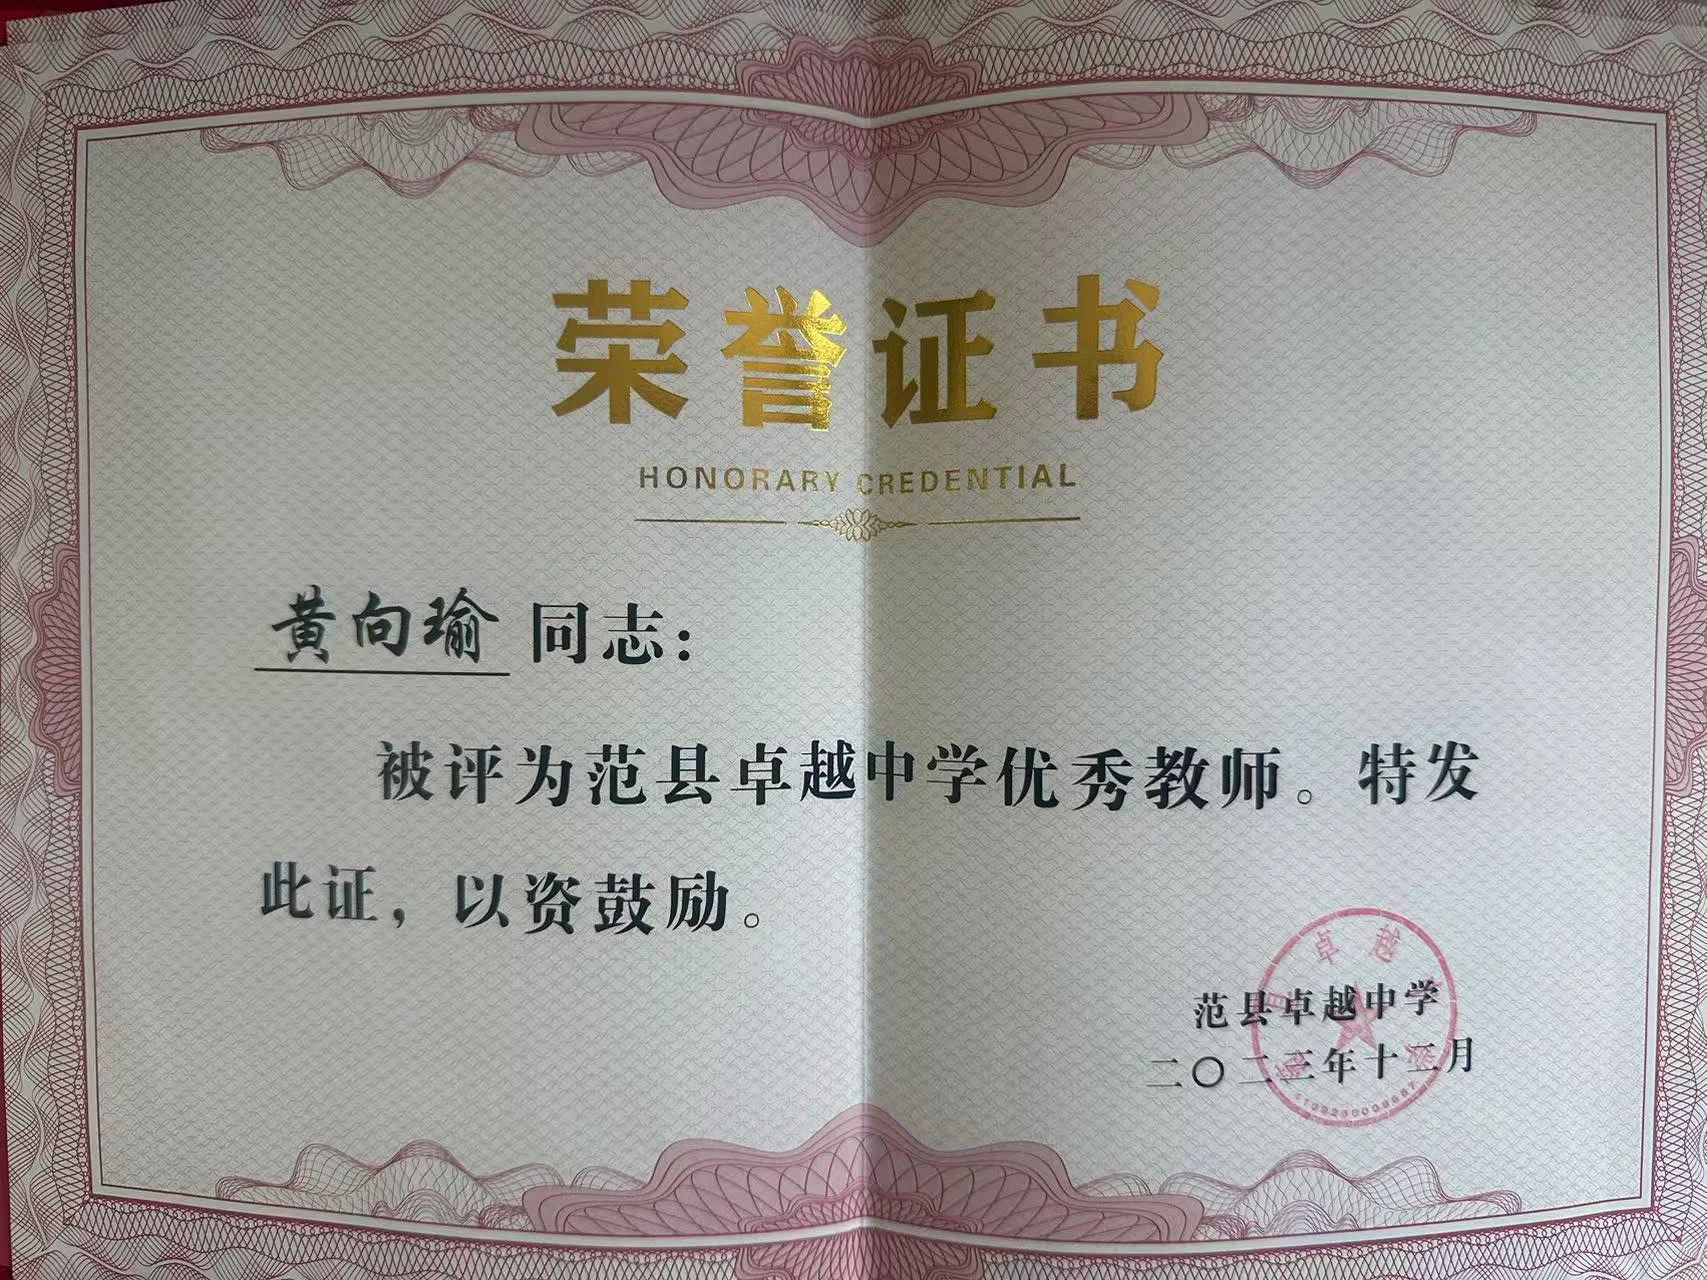 荣誉证书
HONORARY CREDENTIAL
黄向瑜 同志：
被评为范县卓越中学优秀教师。特发
此证，以资鼓励。
卓越
范县卓越中学
二〇二三年十二月